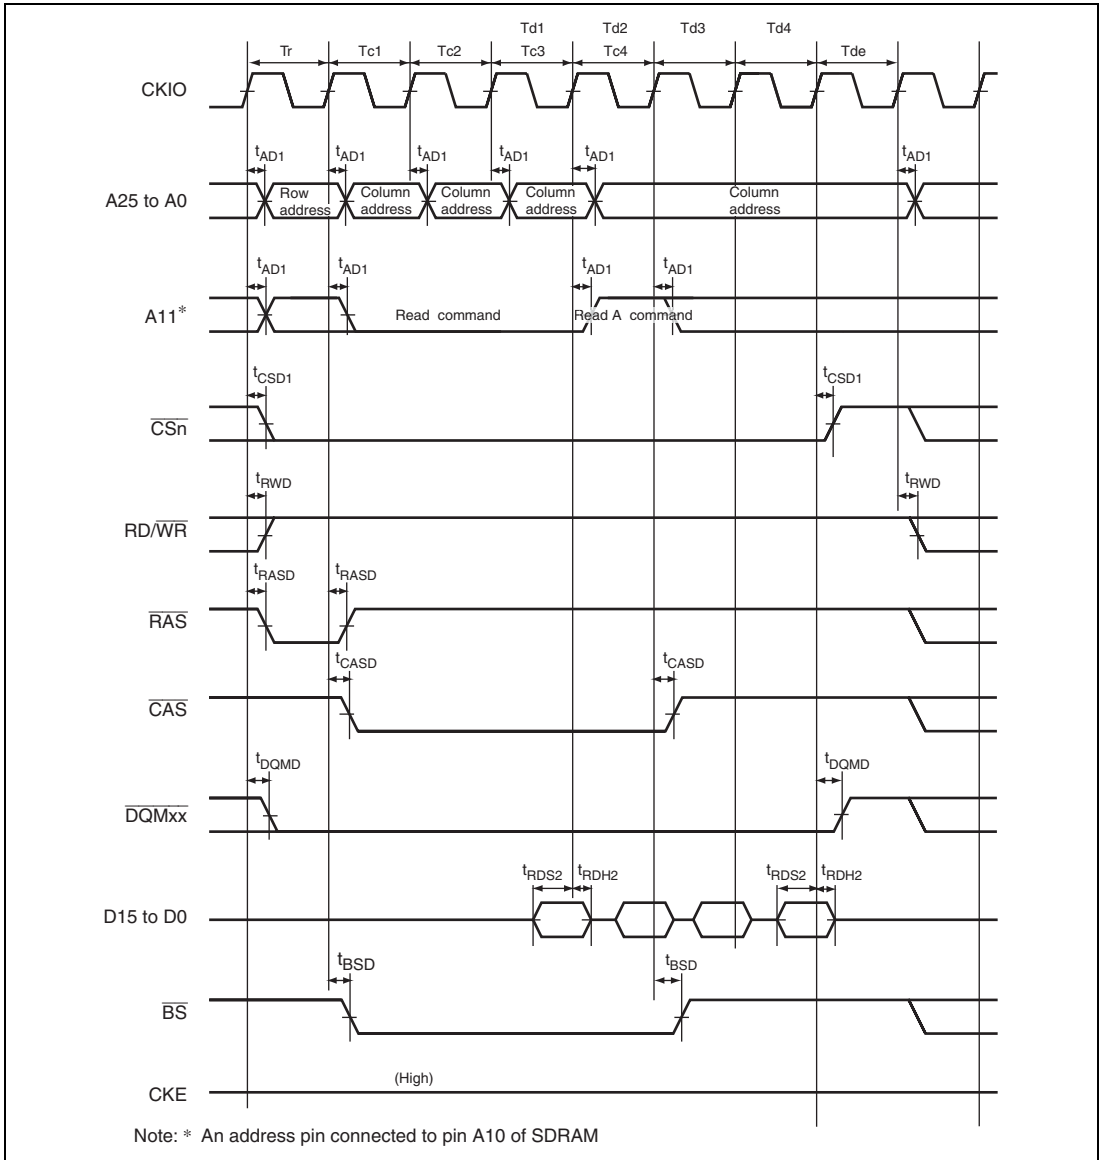 Td1 Td2 Td3 Td4
Tr Tc1 Tc2 Tc3 Tc4 Tde
CKIO
tAD1 tAD1 tAD1 tAD1 tAD1 tAD1
A25 to A0
Row address
Column address
Column address
Column address
Column address
tAD1 tAD1 tAD1 tAD1
A11*
Read command
Read A command
tCSD1 tCSD1
CSn
tRWD tRWD
RD/WR
tRASD tRASD
RAS
tCASD tCASD
CAS
tDQMD tDQMD
DQMxx
tRDS2 tRDH2 tRDS2 tRDH2
D15 to D0
tBSD tBSD
BS
(High)
CKE
Note: * An address pin connected to pin A10 of SDRAM